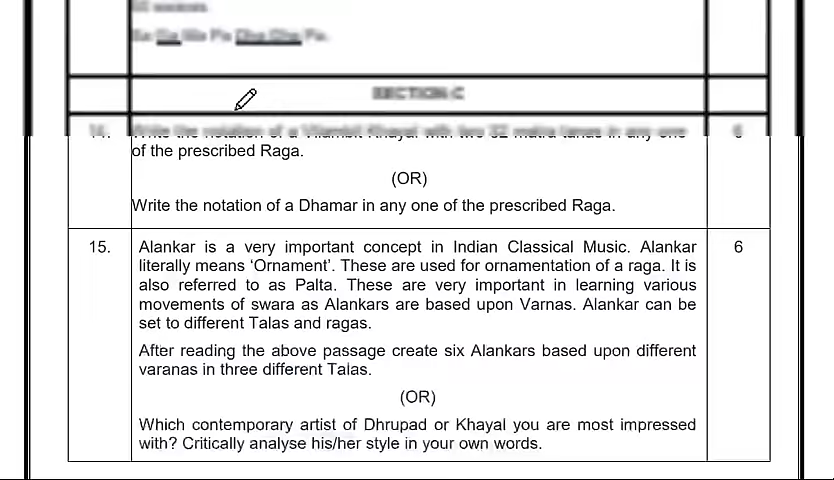 of the prescribed Raga.
(OR)
Write the notation of a Dhamar in any one of the prescribed Raga.
15.
Alankar is a very important concept in Indian Classical Music. Alankar
6
literally means ‘Ornament’. These are used for ornamentation of a raga. It is
also referred to as Palta. These are very important in learning various
movements of swara as Alankars are based upon Varnas. Alankar can be
set to different Talas and ragas.
After reading the above passage create six Alankars based upon different
varanas in three different Talas.
(OR)
Which contemporary artist of Dhrupad or Khayal you are most impressed
with? Critically analyse his/her style in your own words.